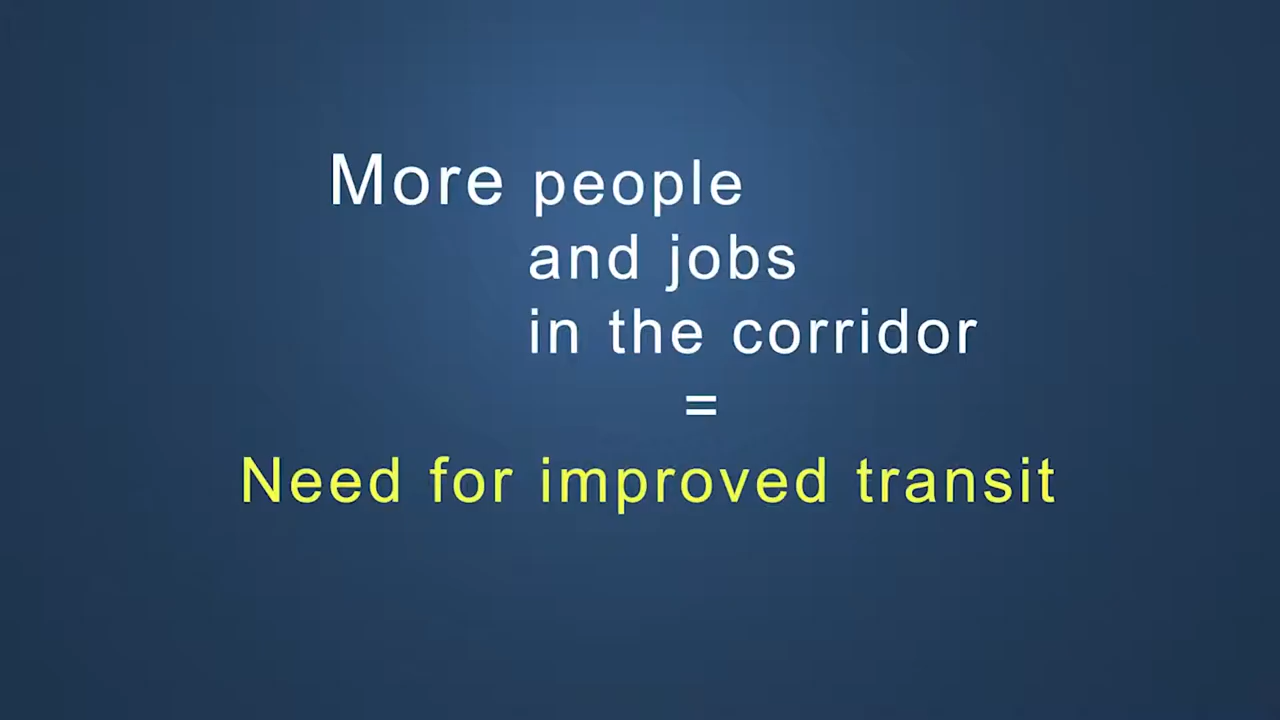 More people
and jobs
in the corridor
=
Need for improved transit